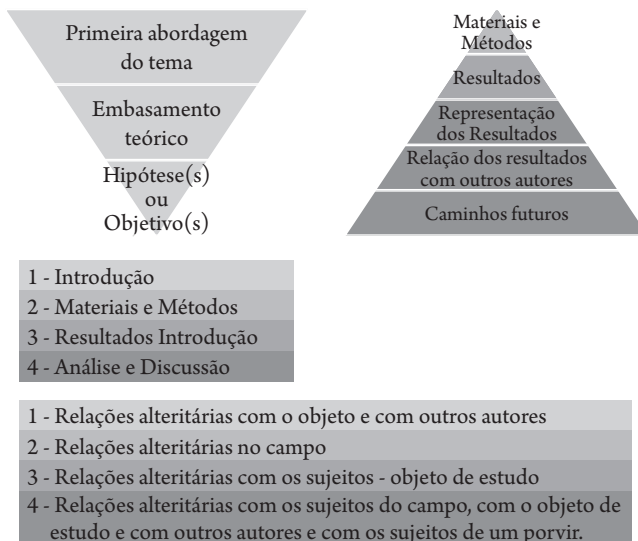 Primeira abordagem
do tema
Embasamento
teórico
Hipótese(s)
ou
Objetivo(s)
Materiais e
Métodos
Resultados
Representação
dos Resultados
Relação dos resultados
com outros autores
Caminhos futuros
1 - Introdução
2 - Materiais e Métodos
3 - Resultados Introdução
4 - Análise e Discussão
1 - Relações alteritárias com o objeto e com outros autores
2 - Relações alteritárias no campo
3 - Relações alteritárias com os sujeitos - objeto de estudo
4 - Relações alteritárias com os sujeitos do campo, com o objeto de
estudo e com outros autores e com os sujeitos de um porvir.